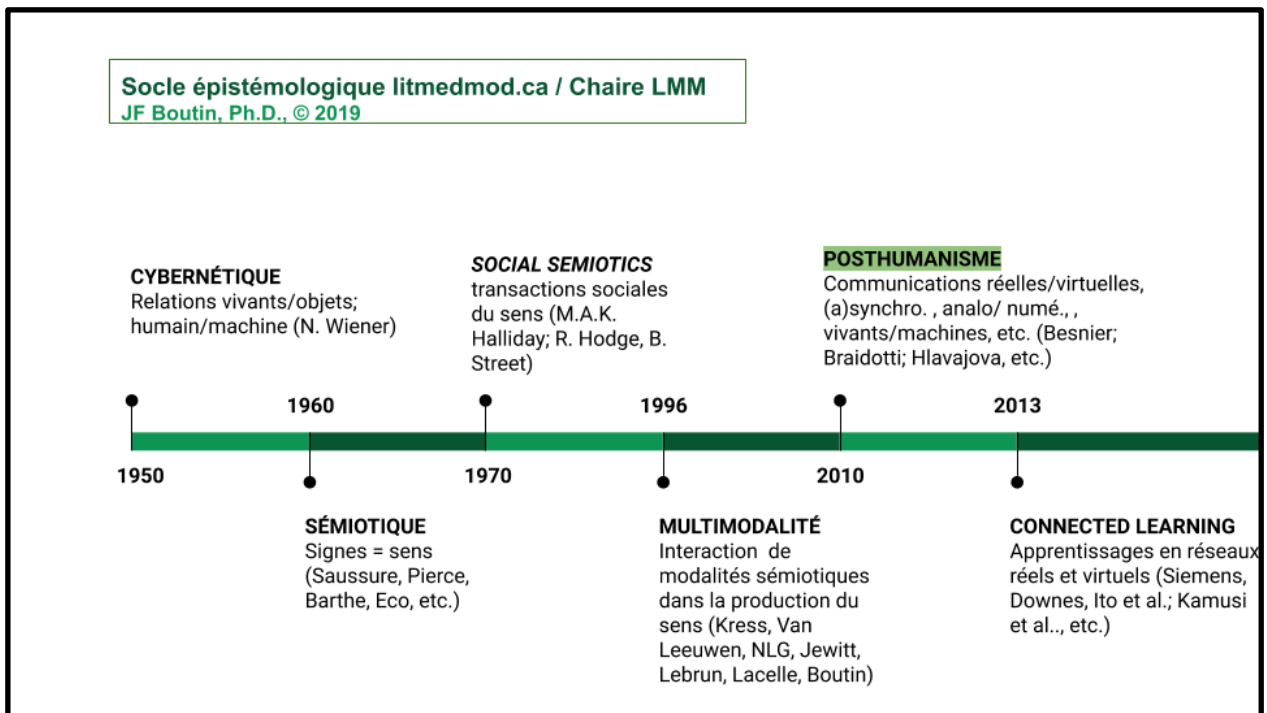 Socle épistémologique litmedmod.ca / Chaire LMM
JF Boutin, Ph.D., © 2019
CYBERNÉTIQUE
Relations vivants/objets;
humain/machine (N. Wiener)
SOCIAL SEMIOTICS
transactions sociales
du sens (M.A.K.
Halliday; R. Hodge, B.
Street)
POSTHUMANISME
Communications réelles/virtuelles,
(a)synchro. , analo/ numé., ,
vivants/machines, etc. (Besnier;
Braidotti; Hlavajova, etc.)
1960
1996
2013
1950
1970
2010
SÉMIOTIQUE
Signes = sens
(Saussure, Pierce,
Barthe, Eco, etc.)
MULTIMODALITÉ
Interaction de
modalités sémiotiques
dans la production du
sens (Kress, Van
Leeuwen, NLG, Jewitt,
Lebrun, Lacelle, Boutin)
CONNECTED LEARNING
Apprentissages en réseaux
réels et virtuels (Siemens,
Downes, Ito et al.; Kamusi
et al.., etc.)